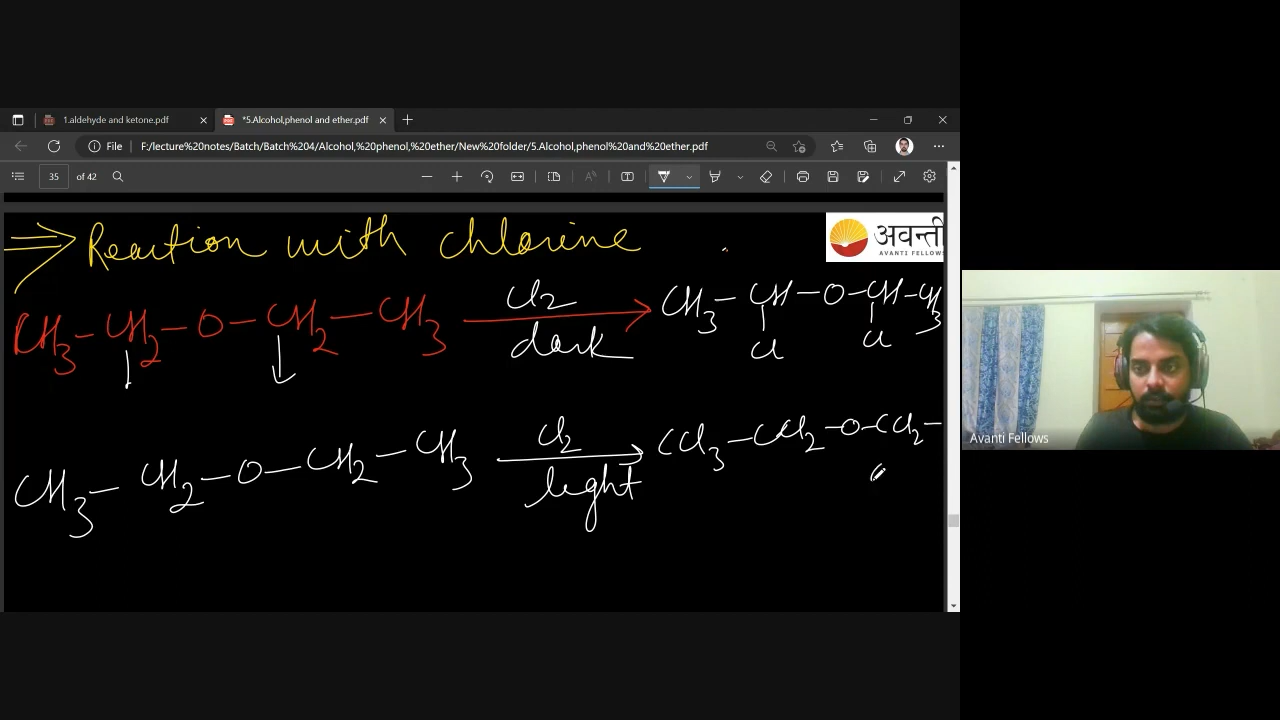 1.aldehyde and ketone.pdf
*5.Alcohol,phenol and ether.pdf
File
F:/lecture%20notes/Batch/Batch%204/Alcohol,%20phenol,%20ether/New%20folder/5.Alcohol,phenol%20and%20ether.pdf
35 of 42
⇒ Reaction with chlorine
अवन्ती
AVANTI FELLOWS
CH3-CH2-O-CH2-CH3 Cl2 dark → CH3-CH-O-CH-CH3
Cl Cl
CH3-CH2-O-CH2-CH3 Cl2 light → CCl3-CCl2-O-CCl2-
Avanti Fellows